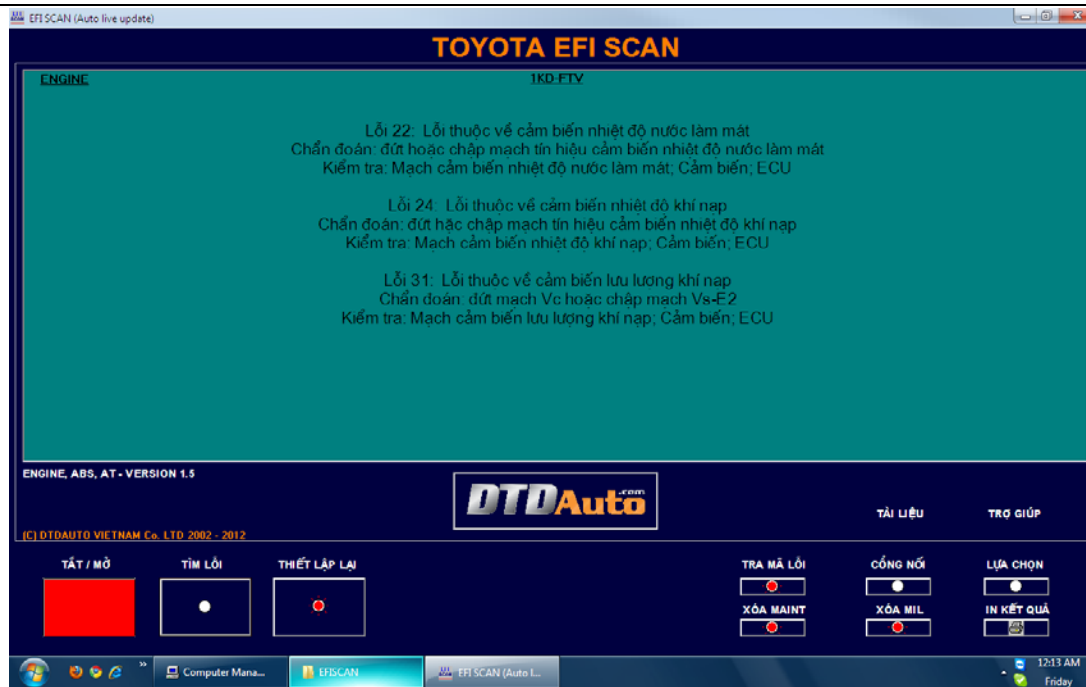 EFI SCAN (Auto live update)
TOYOTA EFI SCAN
ENGINE
1KD-FTV
Lỗi 22: Lỗi thuộc về cảm biến nhiệt độ nước làm mát
Chẩn đoán: đứt hoặc chập mạch tín hiệu cảm biến nhiệt độ nước làm mát
Kiểm tra: Mạch cảm biến nhiệt độ nước làm mát; Cảm biến; ECU
Lỗi 24: Lỗi thuộc về cảm biến nhiệt độ khí nạp
Chẩn đoán: đứt hặc chập mạch tín hiệu cảm biến nhiệt độ khí nạp
Kiểm tra: Mạch cảm biến nhiệt độ khí nạp; Cảm biến; ECU
Lỗi 31: Lỗi thuộc về cảm biến lưu lượng khí nạp
Chẩn đoán: đứt mạch Vc hoặc chập mạch Vs-E2
Kiểm tra: Mạch cảm biến lưu lượng khí nạp; Cảm biến; ECU
ENGINE, ABS, AT - VERSION 1.5
DTDAuto.com
TÀI LIỆU
TRỢ GIÚP
(C) DTDAUTO VIETNAM Co. LTD 2002 - 2012
TẮT / MỞ
TÌM LỖI
THIẾT LẬP LẠI
TRA MÃ LỖI
CỔNG NỐI
LỰA CHỌN
XÓA MAINT
XÓA MIL
IN KẾT QUẢ
Computer Mana...
EFISCAN
EFI SCAN (Auto l...
12:13 AM
Friday